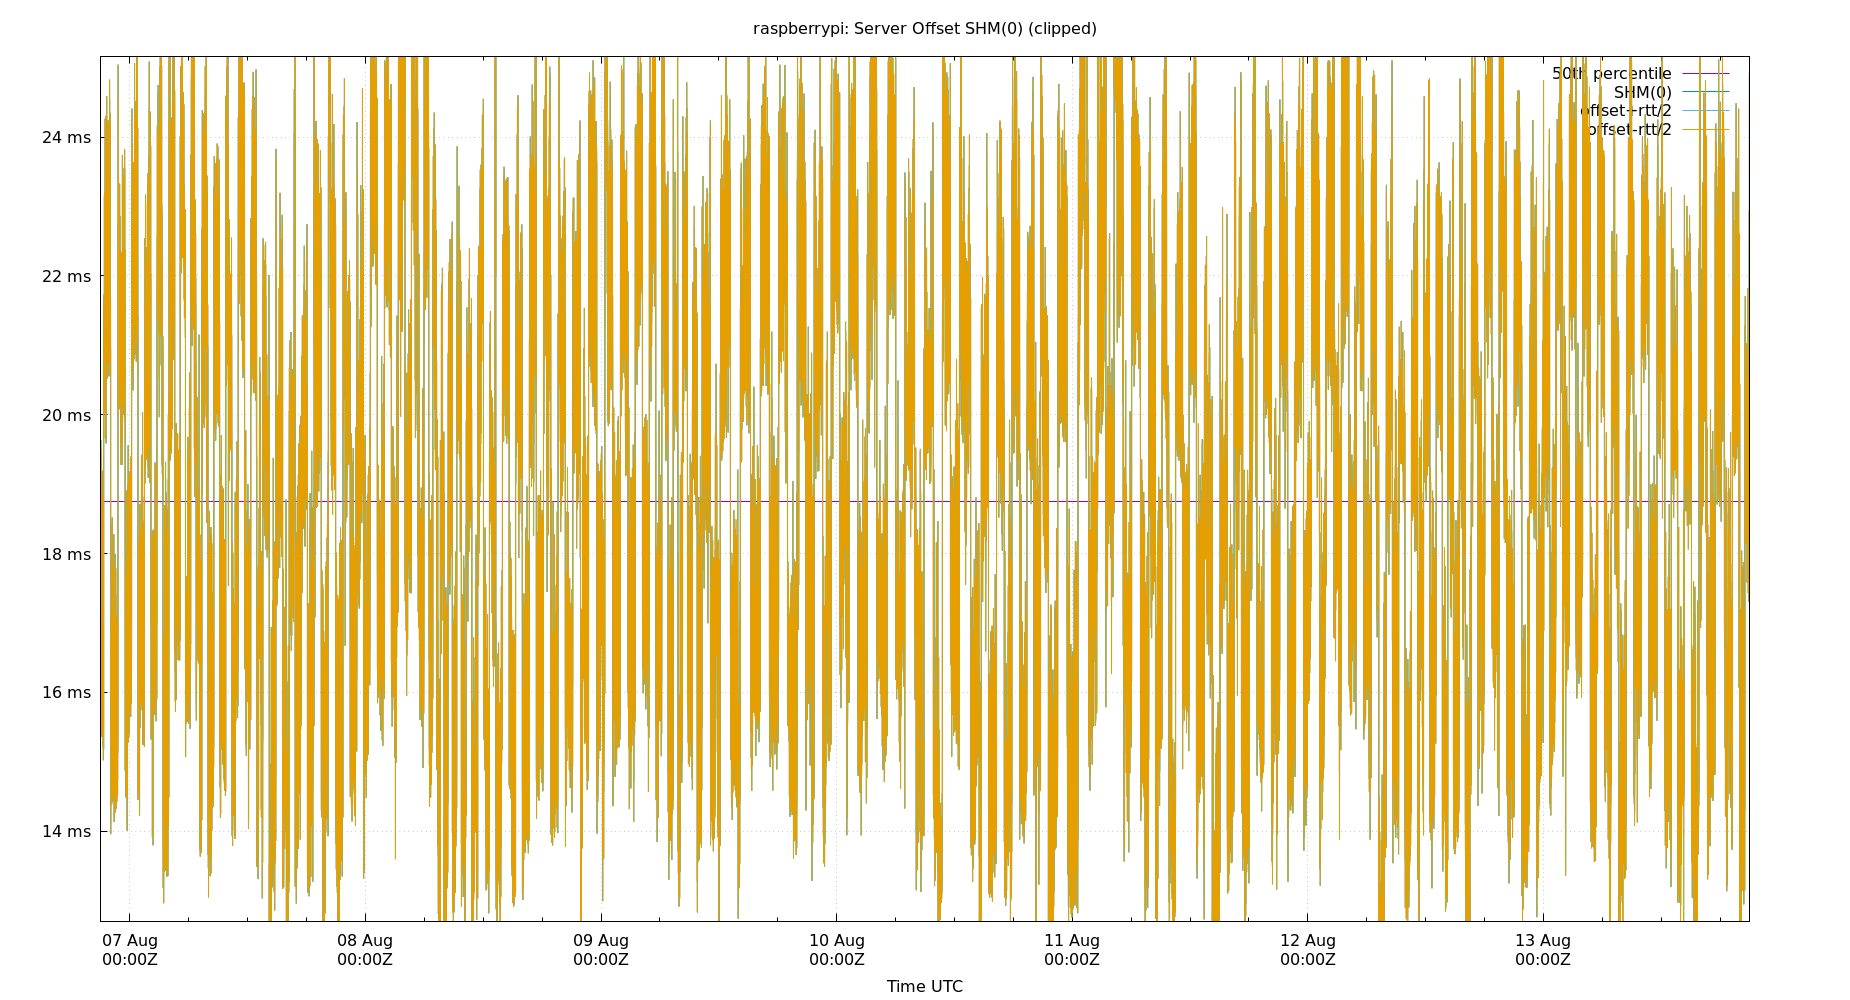 raspberrypi: Server Offset SHM(0) (clipped)
50th percentile
SHM(0)
offset+rtt/2
offset-rtt/2
24 ms
22 ms
20 ms
18 ms
16 ms
14 ms
07 Aug 08 Aug 09 Aug 10 Aug 11 Aug 12 Aug 13 Aug
00:00Z 00:00Z 00:00Z 00:00Z 00:00Z 00:00Z 00:00Z
Time UTC